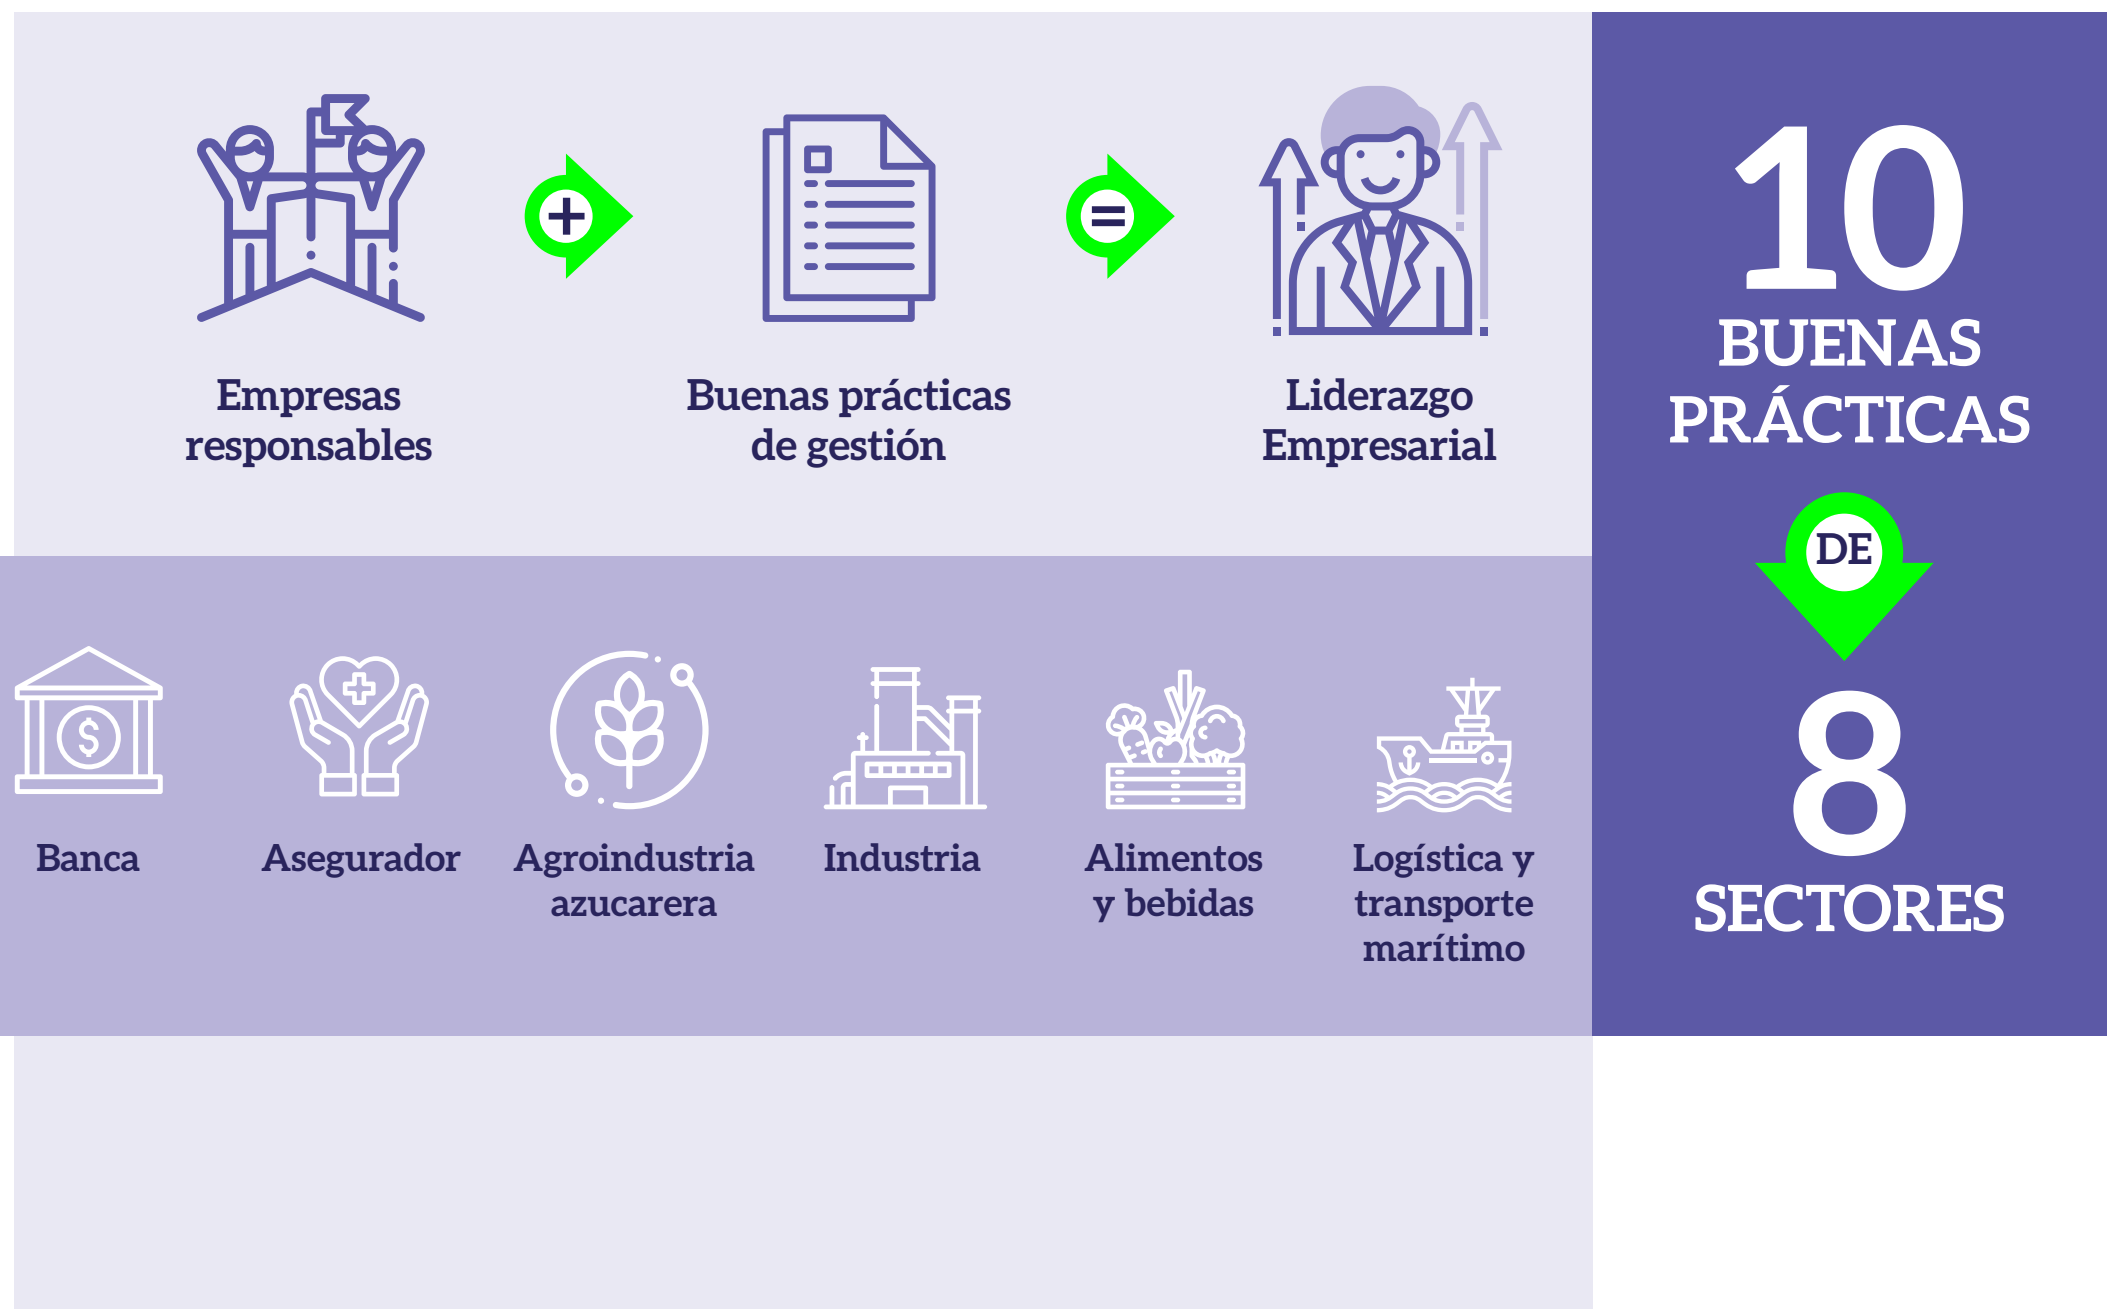 +
=
Empresas
responsables
Buenas prácticas
de gestión
Liderazgo
Empresarial
10
BUENAS
PRÁCTICAS
DE
8
SECTORES
$
Banca
Asegurador
Agroindustria
azucarera
Industria
Alimentos
y bebidas
Logística y
transporte
marítimo